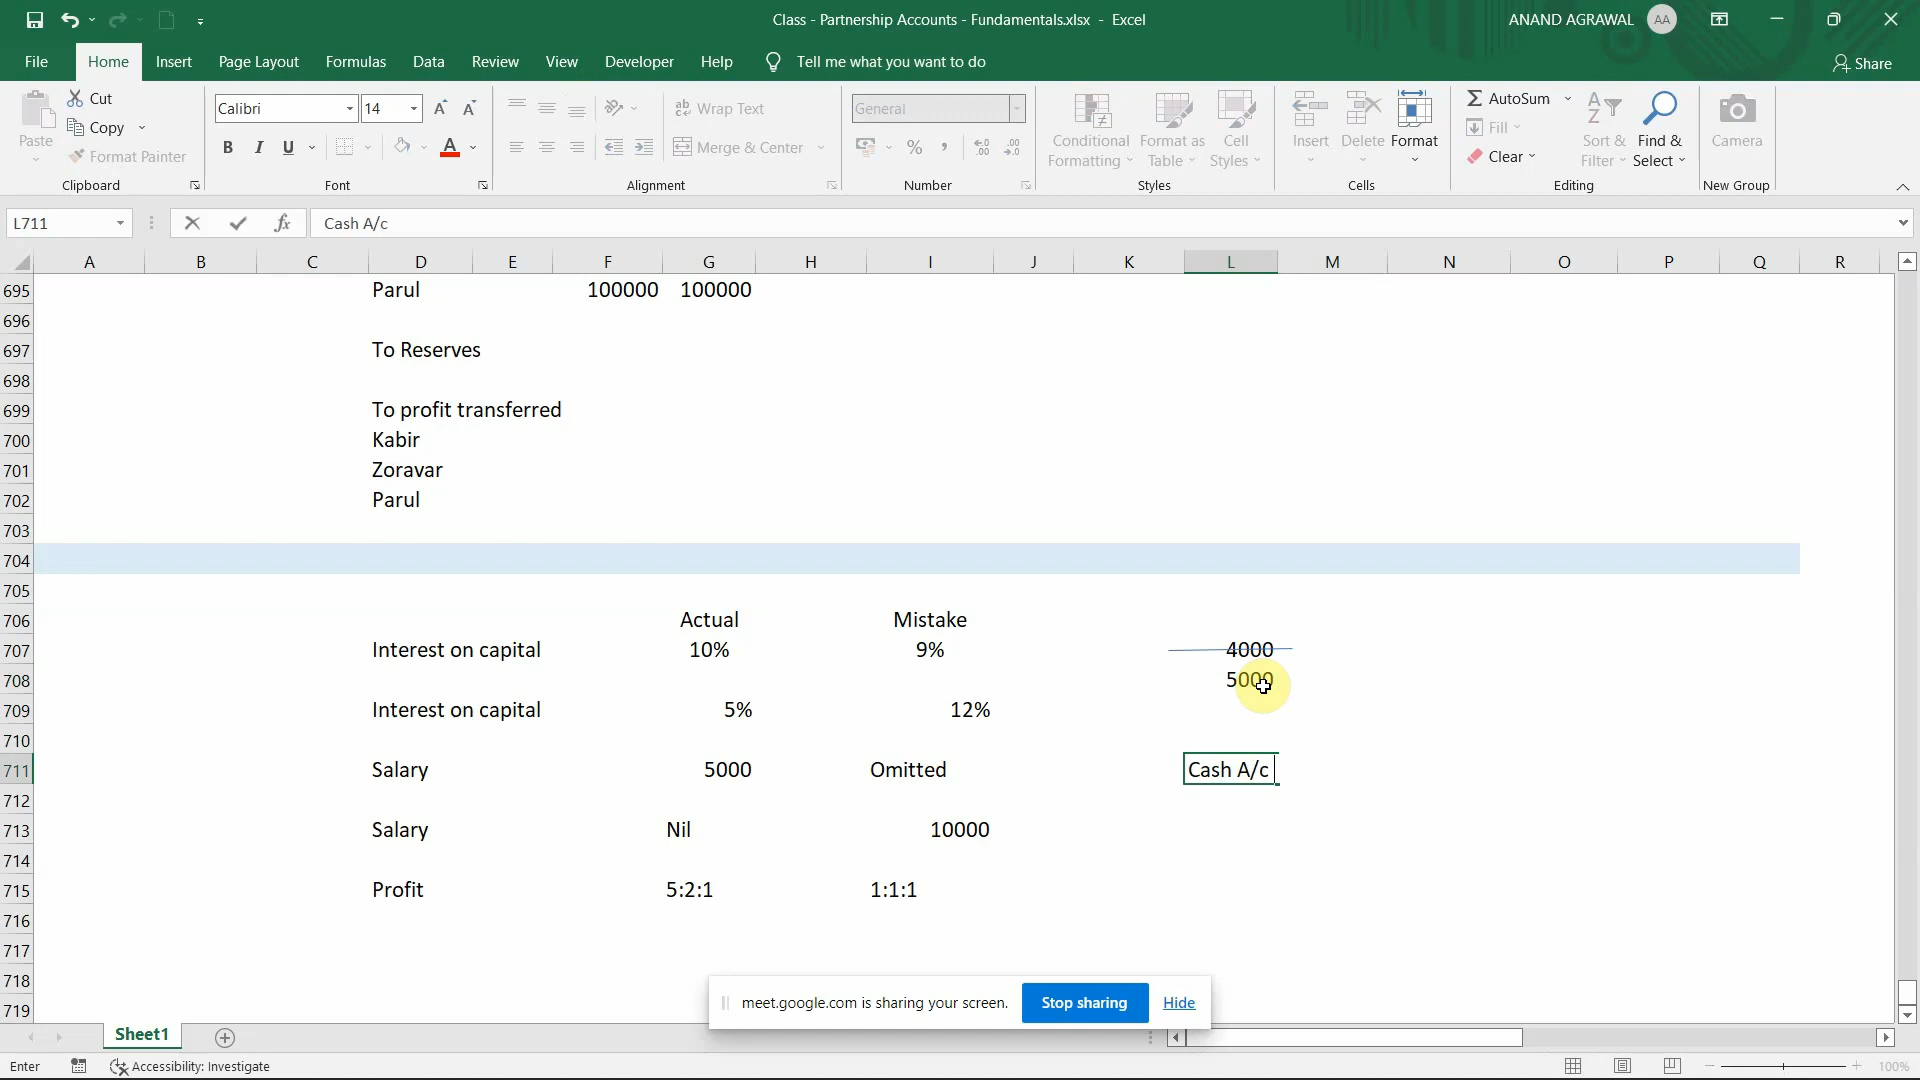 Class - Partnership Accounts - Fundamentals.xlsx - Excel
ANAND AGRAWAL AA
File Home Insert Page Layout Formulas Data Review View Developer Help Tell me what you want to do Share
Paste
Cut
Copy
Format Painter
Clipboard
Calibri 14
B I U
Font
Wrap Text
Merge & Center
Alignment
General
%
Number
Conditional Formatting
Format as Table
Cell Styles
Styles
Insert Delete Format
Cells
AutoSum
Fill
Clear
Sort & Filter
Find & Select
Editing
Camera
New Group
L711 fx Cash A/c
A B C D E F G H I J K L M N O P Q R
695 Parul 100000 100000
696
697 To Reserves
698
699 To profit transferred
700 Kabir
701 Zoravar
702 Parul
703
704
705
706 Actual Mistake
707 Interest on capital 10% 9% 4000
708 5000
709 Interest on capital 5% 12%
710
711 Salary 5000 Omitted Cash A/c
712
713 Salary Nil 10000
714
715 Profit 5:2:1 1:1:1
716
717
718
719
meet.google.com is sharing your screen. Stop sharing Hide
Sheet1
Enter Accessibility: Investigate 100%